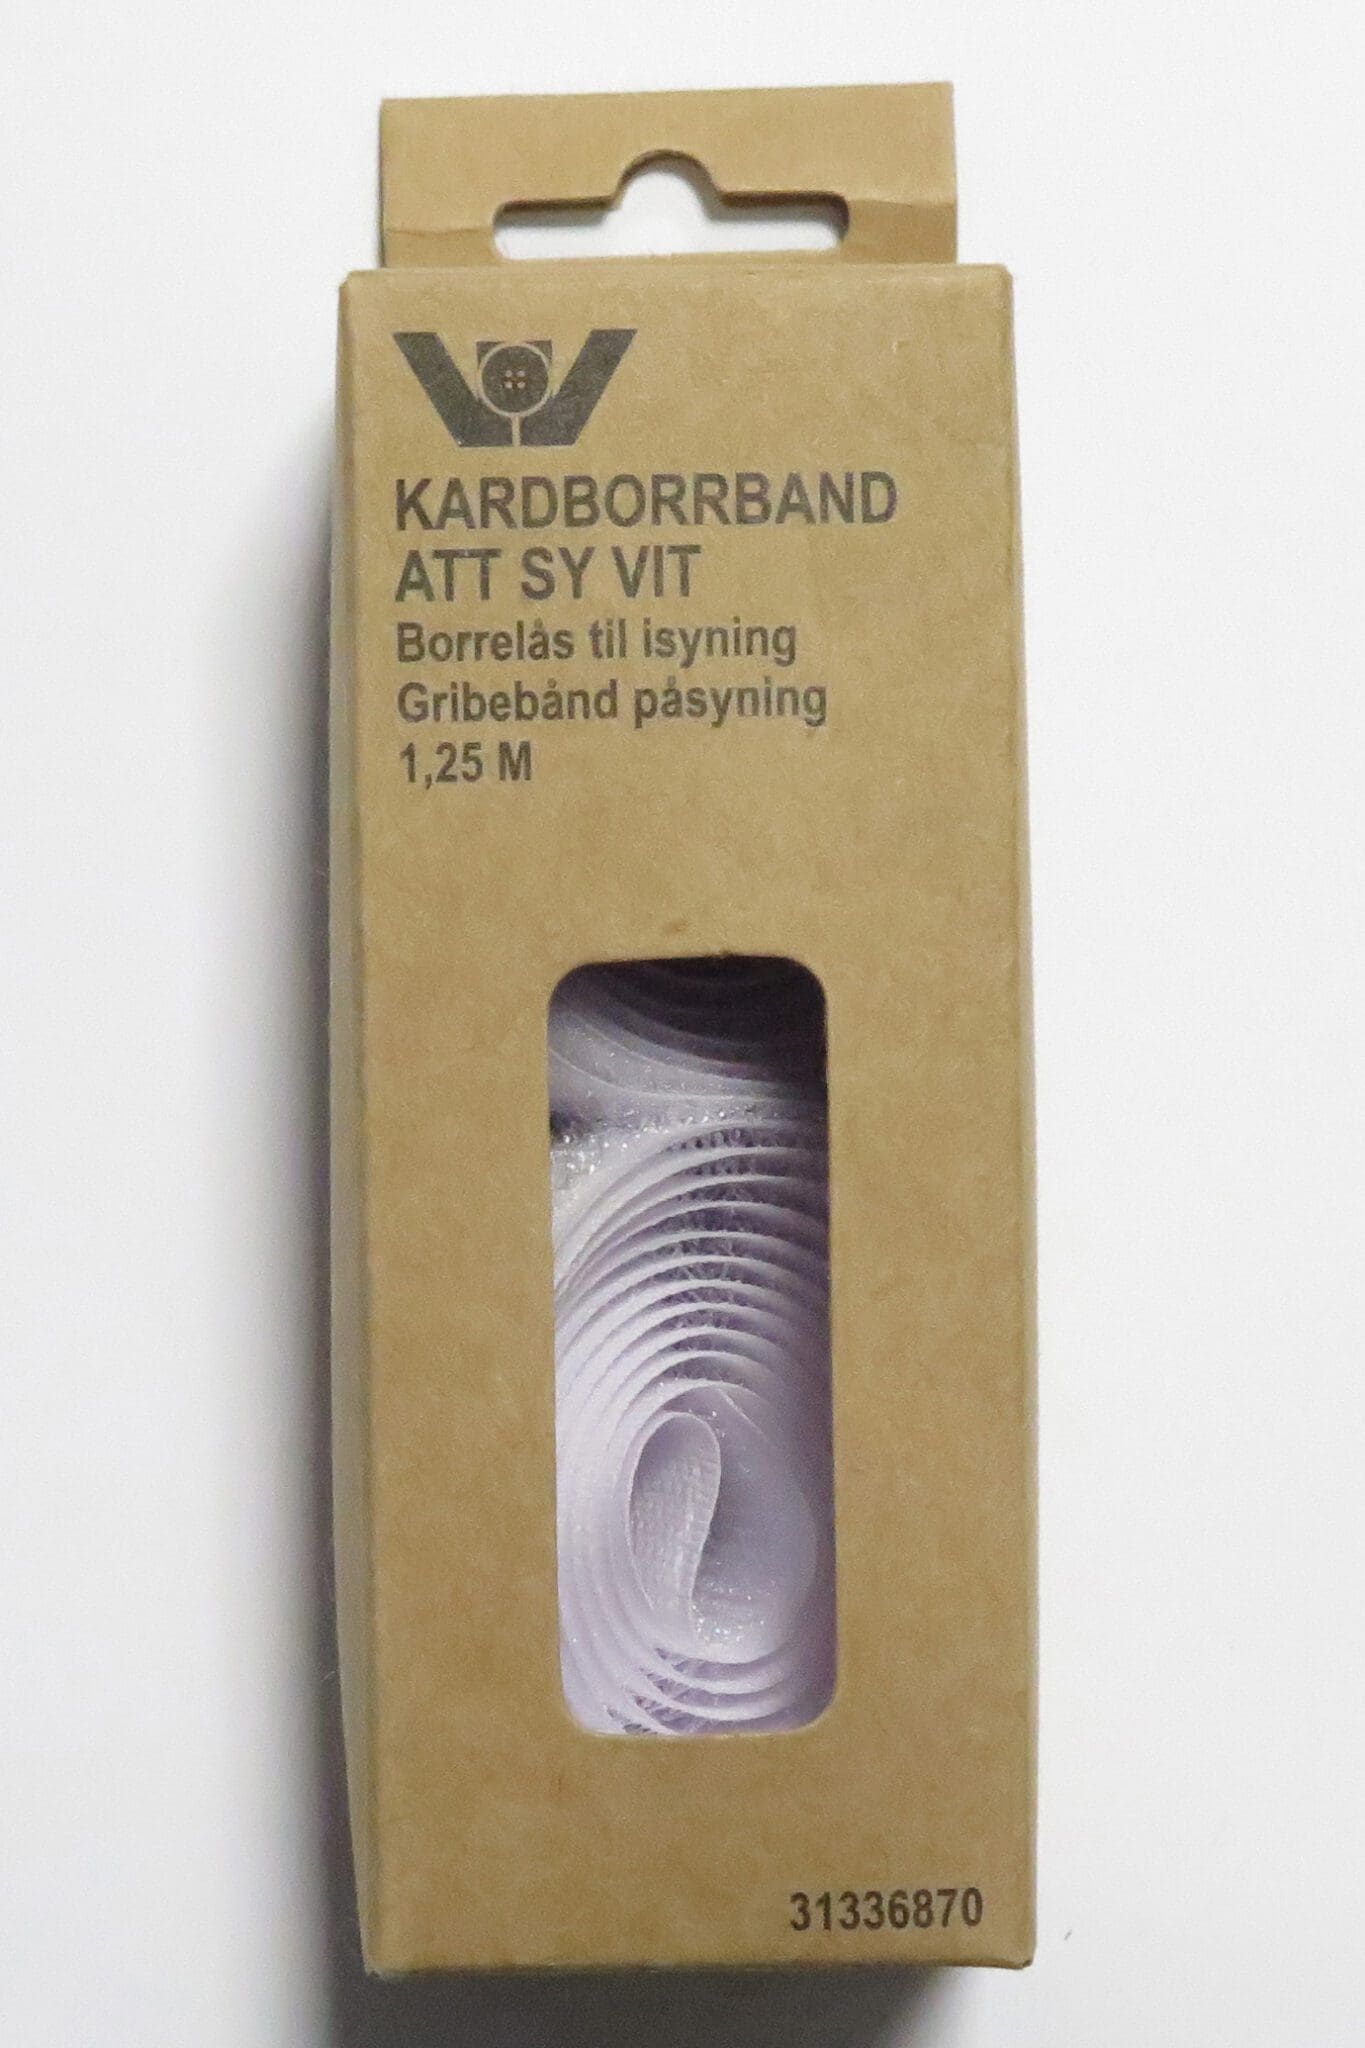 KARDBORRBAND
ATT SY VIT
Borrelås til isyning
Gribebånd påsyning
1,25 M
31336870